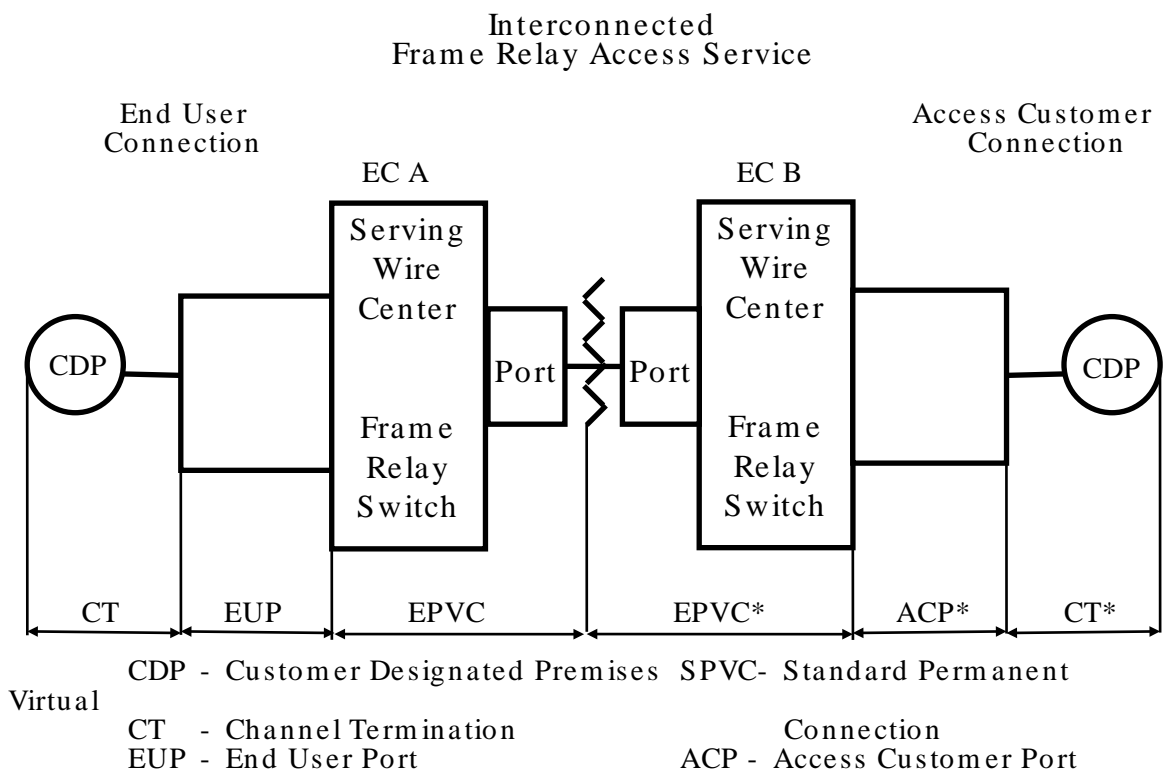 Interconnected
Frame Relay Access Service
End User
Connection
Access Customer
Connection
EC A
EC B
Serving
Wire
Center
Frame
Relay
Switch
Serving
Wire
Center
Frame
Relay
Switch
CDP
Port
Port
CDP
CT
EUP
EPVC
EPVC*
ACP*
CT*
CDP - Customer Designated Premises SPVC- Standard Permanent
Virtual
CT - Channel Termination Connection
EUP - End User Port ACP - Access Customer Port